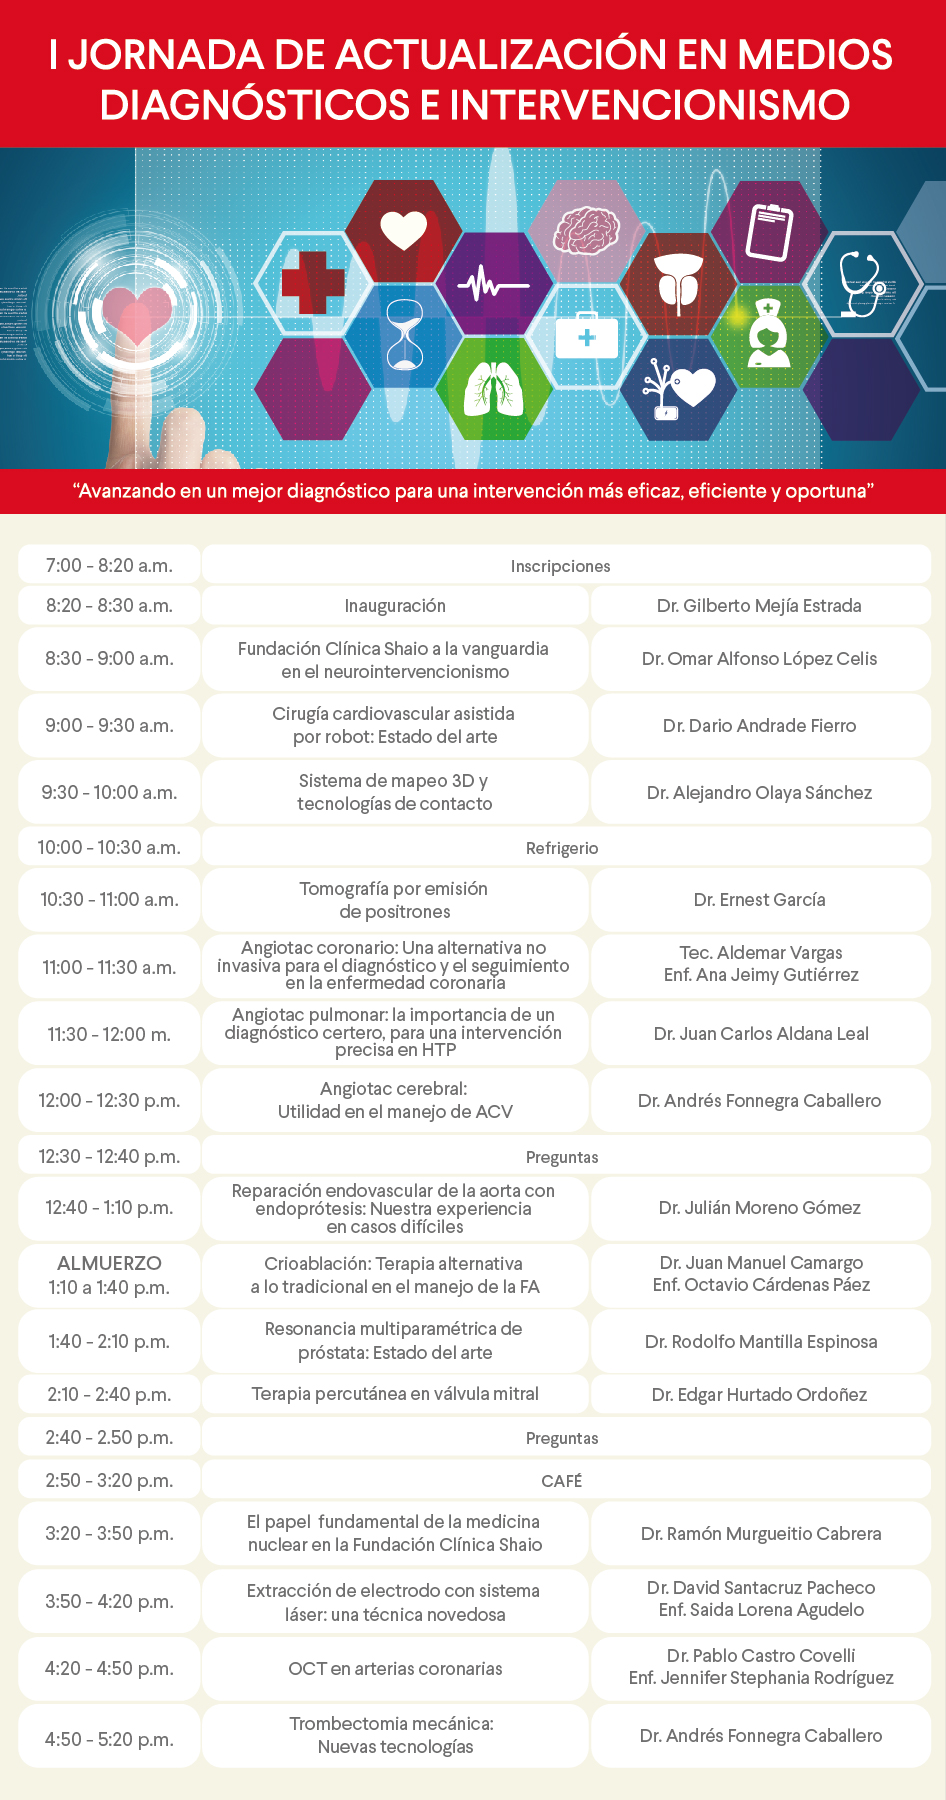 I JORNADA DE ACTUALIZACIÓN EN MEDIOS
DIAGNÓSTICOS E INTERVENCIONISMO
“Avanzando en un mejor diagnóstico para una intervención más eficaz, eficiente y oportuna”
7:00 - 8:20 a.m.
Inscripciones
8:20 - 8:30 a.m.
Inauguración
Dr. Gilberto Mejía Estrada
8:30 - 9:00 a.m.
Fundación Clínica Shaio a la vanguardia
en el neurointervencionismo
Dr. Omar Alfonso López Celis
9:00 - 9:30 a.m.
Cirugía cardiovascular asistida
por robot: Estado del arte
Dr. Dario Andrade Fierro
9:30 - 10:00 a.m.
Sistema de mapeo 3D y
tecnologías de contacto
Dr. Alejandro Olaya Sánchez
10:00 - 10:30 a.m.
Refrigerio
10:30 - 11:00 a.m.
Tomografía por emisión
de positrones
Dr. Ernest García
11:00 - 11:30 a.m.
Angiotac coronario: Una alternativa no
invasiva para el diagnóstico y el seguimiento
en la enfermedad coronaría
Tec. Aldemar Vargas
Enf. Ana Jeimy Gutiérrez
11:30 - 12:00 m.
Angiotac pulmonar: la importancia de un
diagnóstico certero, para una intervención
precisa en HTP
Dr. Juan Carlos Aldana Leal
12:00 - 12:30 p.m.
Angiotac cerebral:
Utilidad en el manejo de ACV
Dr. Andrés Fonnegra Caballero
12:30 - 12:40 p.m.
Preguntas
12:40 - 1:10 p.m.
Reparación endovascular de la aorta con
endoprótesis: Nuestra experiencia
en casos difíciles
Dr. Julián Moreno Gómez
ALMUERZO
1:10 a 1:40 p.m.
Crioablación: Terapia alternativa
a lo tradicional en el manejo de la FA
Dr. Juan Manuel Camargo
Enf. Octavio Cárdenas Páez
1:40 - 2:10 p.m.
Resonancia multiparamétrica de
próstata: Estado del arte
Dr. Rodolfo Mantilla Espinosa
2:10 - 2:40 p.m.
Terapia percutánea en válvula mitral
Dr. Edgar Hurtado Ordoñez
2:40 - 2.50 p.m.
Preguntas
2:50 - 3:20 p.m.
CAFÉ
3:20 - 3:50 p.m.
El papel fundamental de la medicina
nuclear en la Fundación Clínica Shaio
Dr. Ramón Murgueitio Cabrera
3:50 - 4:20 p.m.
Extracción de electrodo con sistema
láser: una técnica novedosa
Dr. David Santacruz Pacheco
Enf. Saida Lorena Agudelo
4:20 - 4:50 p.m.
OCT en arterias coronarias
Dr. Pablo Castro Covelli
Enf. Jennifer Stephania Rodríguez
4:50 - 5:20 p.m.
Trombectomia mecánica:
Nuevas tecnologías
Dr. Andrés Fonnegra Caballero